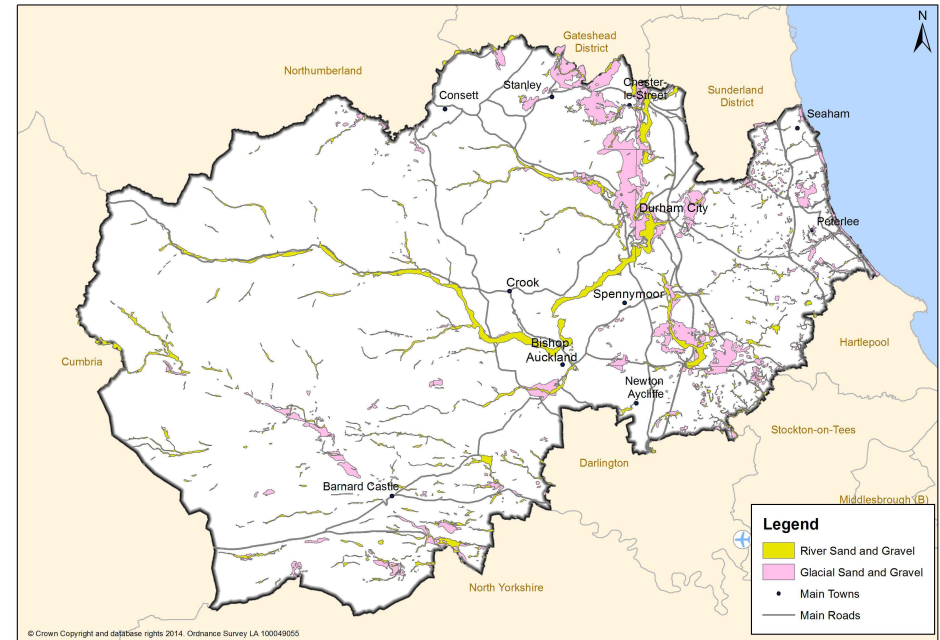 N
Gateshead
District
Northumberland
Stanley
Chester-
le-Street
Consett
Sunderland
District
Seaham
Durham City
Peterlee
Crook
Spennymoor
Bishop
Auckland
Hartlepool
Cumbria
Newton
Aycliffe
Stockton-on-Tees
Darlington
Barnard Castle
Middlesbrough (B)
North Yorkshire
Legend
River Sand and Gravel
Glacial Sand and Gravel
Main Towns
Main Roads
© Crown Copyright and database rights 2014. Ordnance Survey LA 100049055